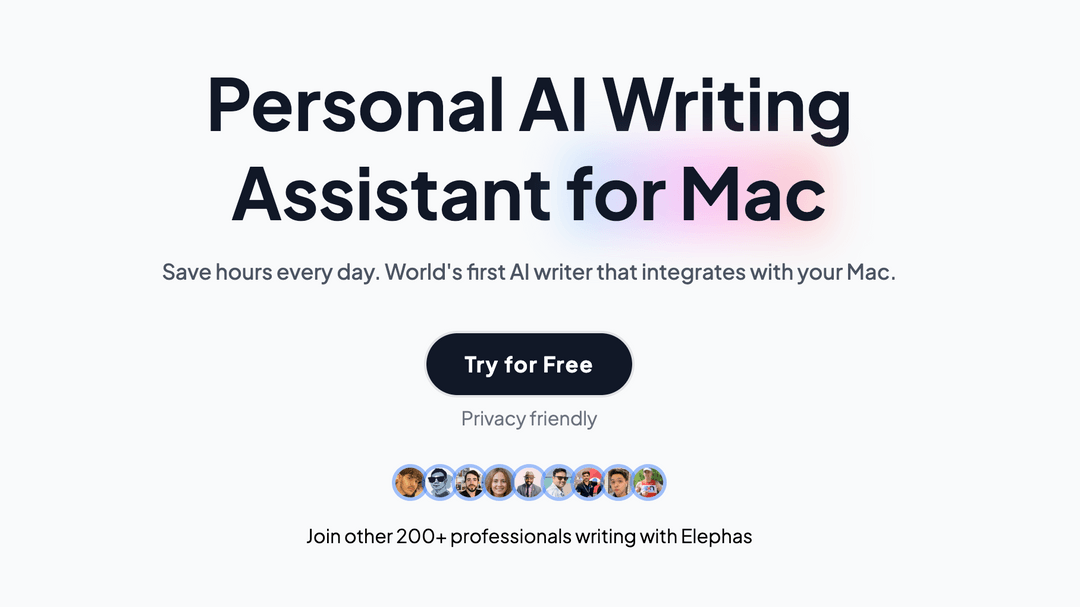 Personal AI Writing
Assistant for Mac
Save hours every day. World's first AI writer that integrates with your Mac.
Try for Free
Privacy friendly
Join other 200+ professionals writing with Elephas